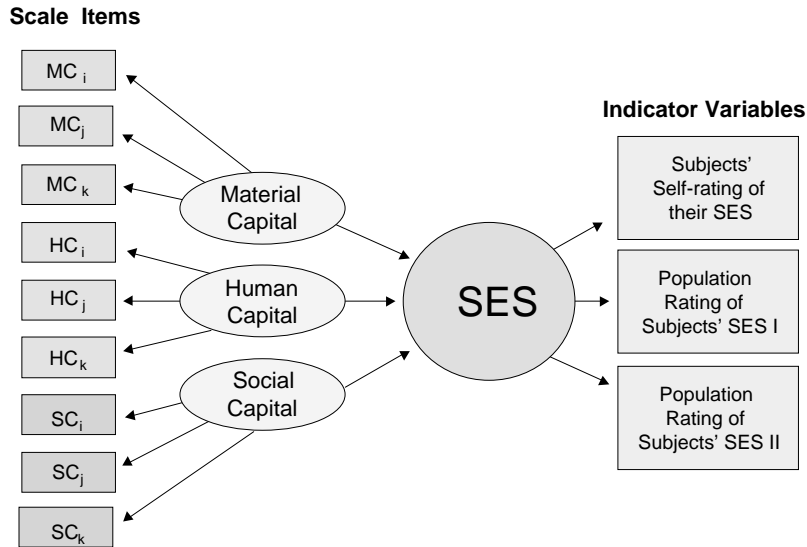 Scale Items
MC i
MCj
MC k
HC i
HC j
HCk
SCi
SCj
SCk
Material
Capital
Human
Capital
Social
Capital
SES
Indicator Variables
Subjects’
Self-rating of
their SES
Population
Rating of
Subjects’ SES I
Population
Rating of
Subjects’ SES II